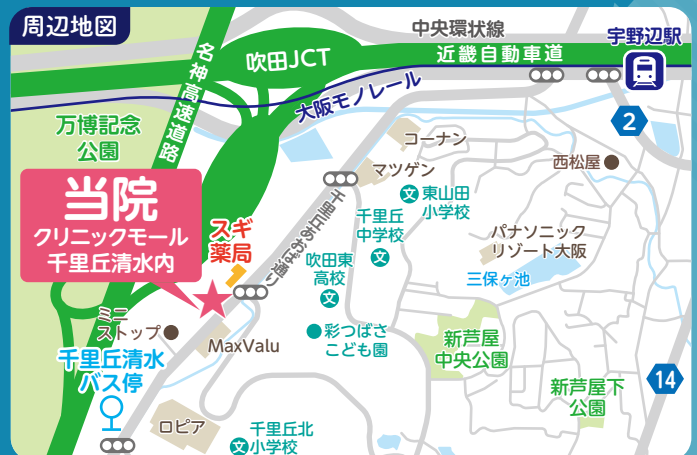 周辺地図
中央環状線
宇野辺駅
近畿自動車道
吹田JCT
名神高速道路
大阪モノレール
万博記念
公園
コーナン
2
マツゲン
西松屋
当院
クリニックモール
千里丘清水内
東山田
文小学校
千里丘
中学校
文
スギ
薬局
千里丘あおば通り
パナソニック
リゾート大阪
吹田東
高校
文
三保ヶ池
ミニ
ストップ
MaxValu
彩つばさ
こども園
新芦屋
中央公園
千里丘清水
バス停
新芦屋下
公園
14
ロピア
千里丘北
文小学校